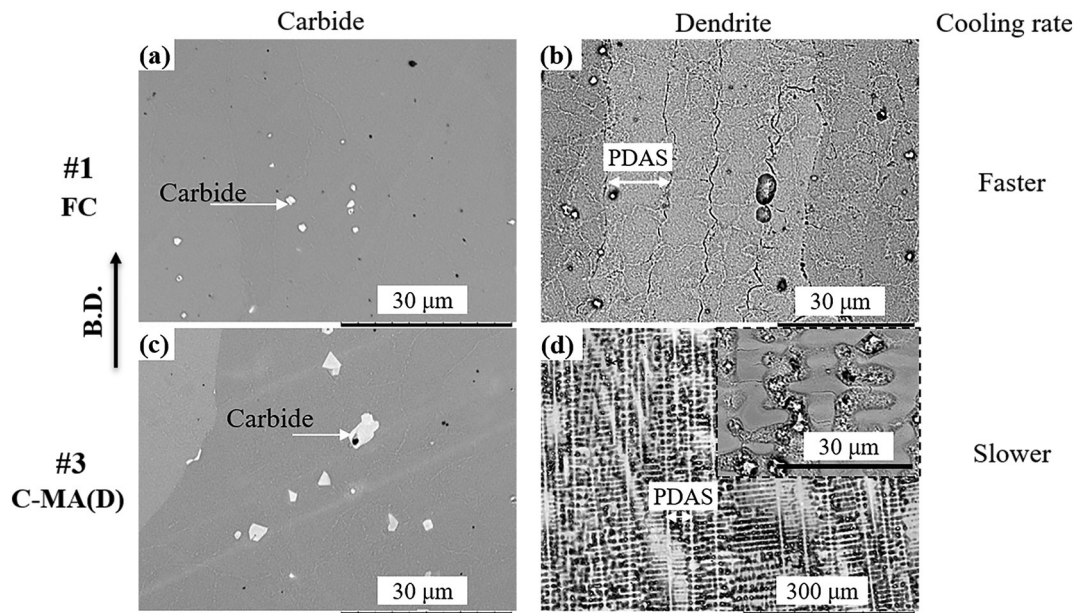 Carbide
Dendrite
Cooling rate
(a)
(b)
#1
FC
Carbide
PDAS
Faster
30 μm
30 μm
B.D.
(c)
(d)
Carbide
30 μm
#3
C-MA(D)
PDAS
Slower
30 μm
300 μm